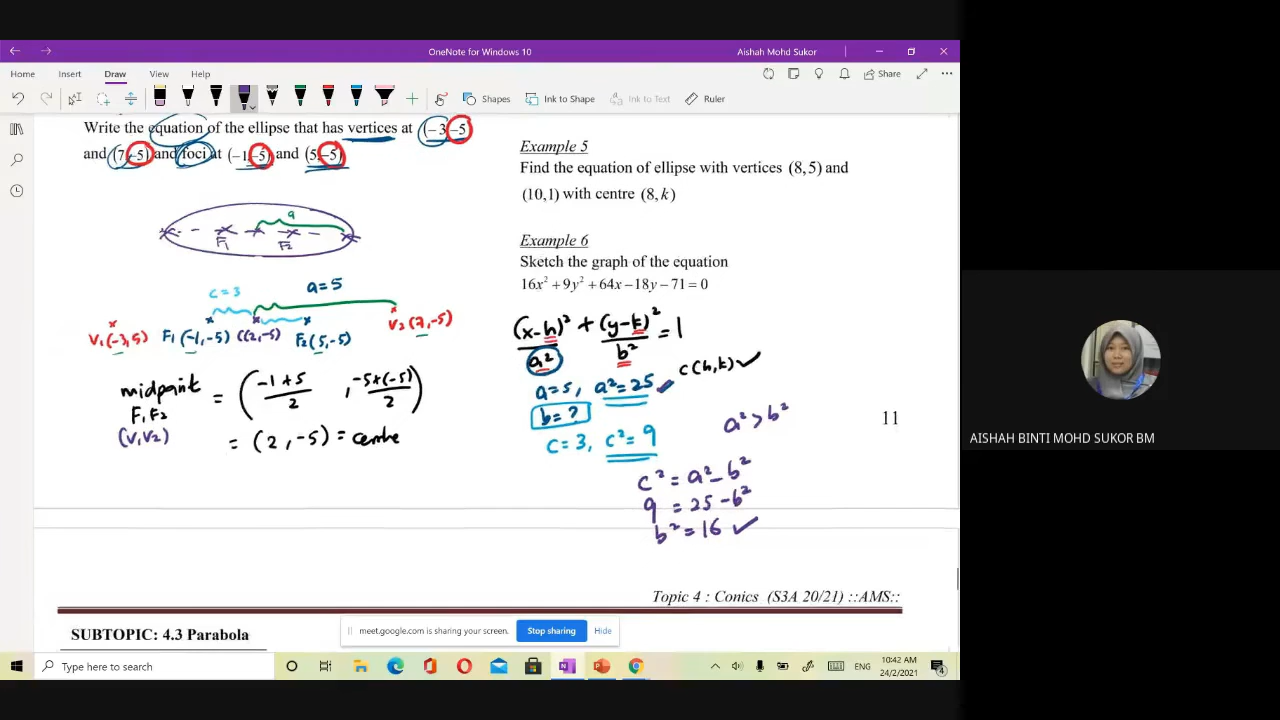 OneNote for Windows 10
Aishah Mohd Sukor
Home Insert Draw View Help
Share
Shapes
Ink to Shape
Ink to Text
Ruler
Write the equation of the ellipse that has vertices at (-3,-5)
and (7,-5) and foci at (-1,-5) and (5,-5)
a
F1 F2
c=3
a=5
V1(-3,5) F1(-1,-5) C(2,-5) F2(5,-5) V2(7,-5)
midpoint F1F2 (V1V2) = (-1+5/2, -5+(-5)/2)
= (2,-5) = centre
Example 5
Find the equation of ellipse with vertices (8,5) and
(10,1) with centre (8,k)
Example 6
Sketch the graph of the equation
16x² + 9y² + 64x − 18y − 71 = 0
(x-h)²/a² + (y-k)²/b² = 1
C(h,k) ✓
a=5, a²=25 ✓
b=?
c=3, c²=9
a²>b²
c² = a²-b²
9 = 25-b²
b² = 16 ✓
11
Topic 4 : Conics (S3A 20/21) ::AMS::
SUBTOPIC: 4.3 Parabola
meet.google.com is sharing your screen.
Stop sharing
Hide
Type here to search
ENG
10:42 AM
24/2/2021
4
AISHAH BINTI MOHD SUKOR BM